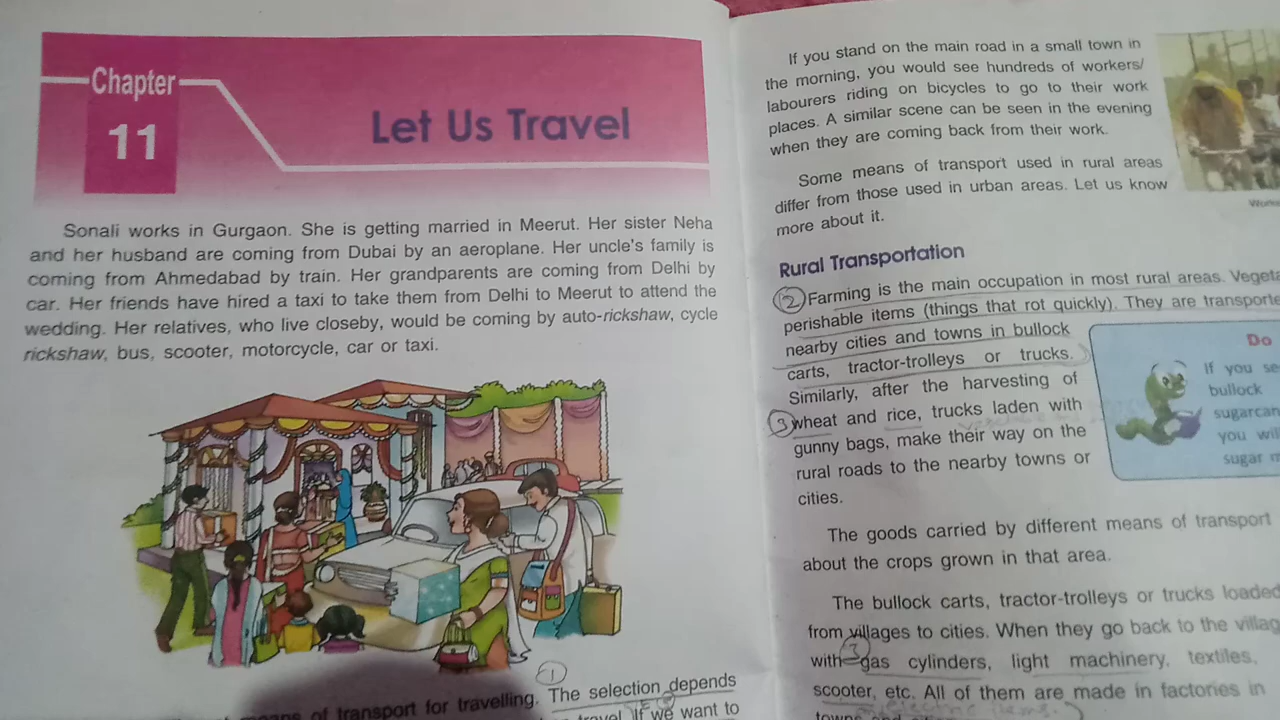 Chapter
11
Let Us Travel
Sonali works in Gurgaon. She is getting married in Meerut. Her sister Neha
and her husband are coming from Dubai by an aeroplane. Her uncle's family is
coming from Ahmedabad by train. Her grandparents are coming from Delhi by
car. Her friends have hired a taxi to take them from Delhi to Meerut to attend the
wedding. Her relatives, who live closeby, would be coming by auto-rickshaw, cycle
rickshaw, bus, scooter, motorcycle, car or taxi.
1
of transport for travelling. The selection depends
If we want to
If you stand on the main road in a small town in
the morning, you would see hundreds of workers/
labourers riding on bicycles to go to their work
places. A similar scene can be seen in the evening
when they are coming back from their work.
Some means of transport used in rural areas
differ from those used in urban areas. Let us know
more about it.
Rural Transportation
2 Farming is the main occupation in most rural areas.
perishable items (things that rot quickly). They are
nearby cities and towns in bullock
carts, tractor-trolleys or trucks.
Similarly, after the harvesting of
3 wheat and rice, trucks laden with
gunny bags, make their way on the
rural roads to the nearby towns or
cities.
Do
If you
bullock
you
sugar
The goods carried by different means of transport
about the crops grown in that area.
The bullock carts, tractor-trolleys or trucks loaded
from villages to cities. When they go back to the
3
with gas cylinders, light machinery, textiles,
scooter, etc. All of them are made in factories in